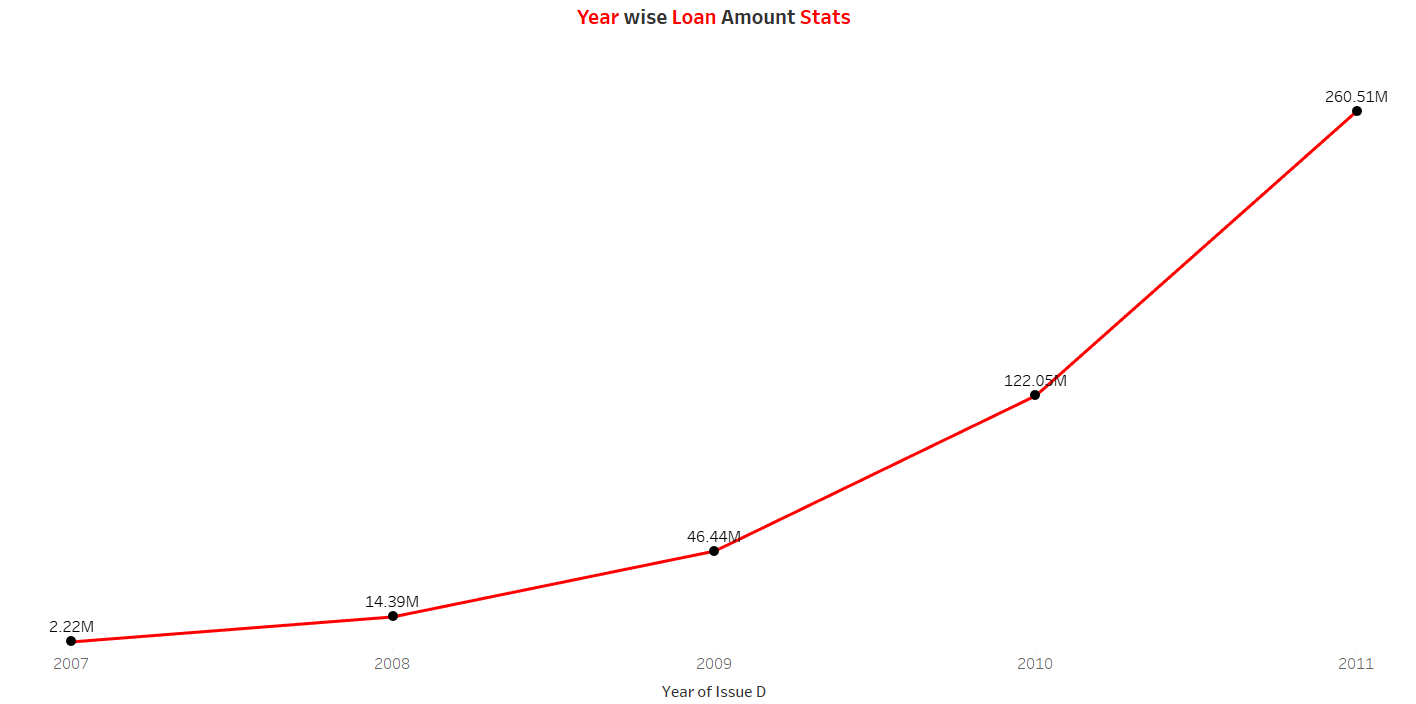 Year wise Loan Amount Stats
260.51M
122.05M
46.44M
14.39M
2.22M
2007 2008 2009 2010 2011
Year of Issue D